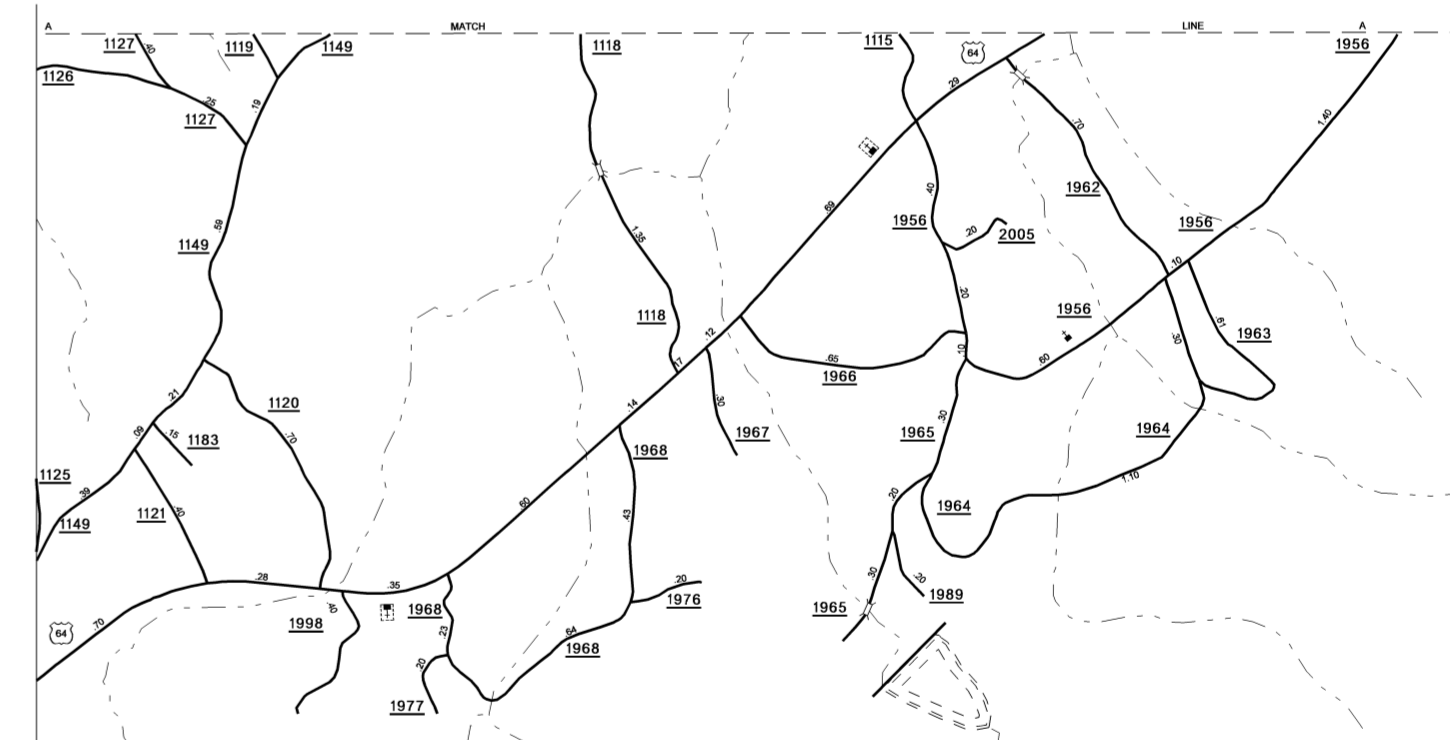 A MATCH LINE A
1127 .40 1119 1149 1118 1115 64 1956
1126 .25 .19 .29 .70 1.40
1127
1962
.59 .69 .40
1149 1.35 1956 .20 2005 1956
.10
.20
1118 1956
.12 .61 1963
.17 .10 .30
.65 .60
1966
.21
1120 .14 .30 .30
.09 .15 1183 .70 1967 1965 1964
1968
1125 .39 .60 .20 1.10
1149 1121 .40 .43 1964
.28 .35 .20 .30 .20
1998 .40 1968 1976 1965 1989
64 .70 .23 .64
1968
.20
1977